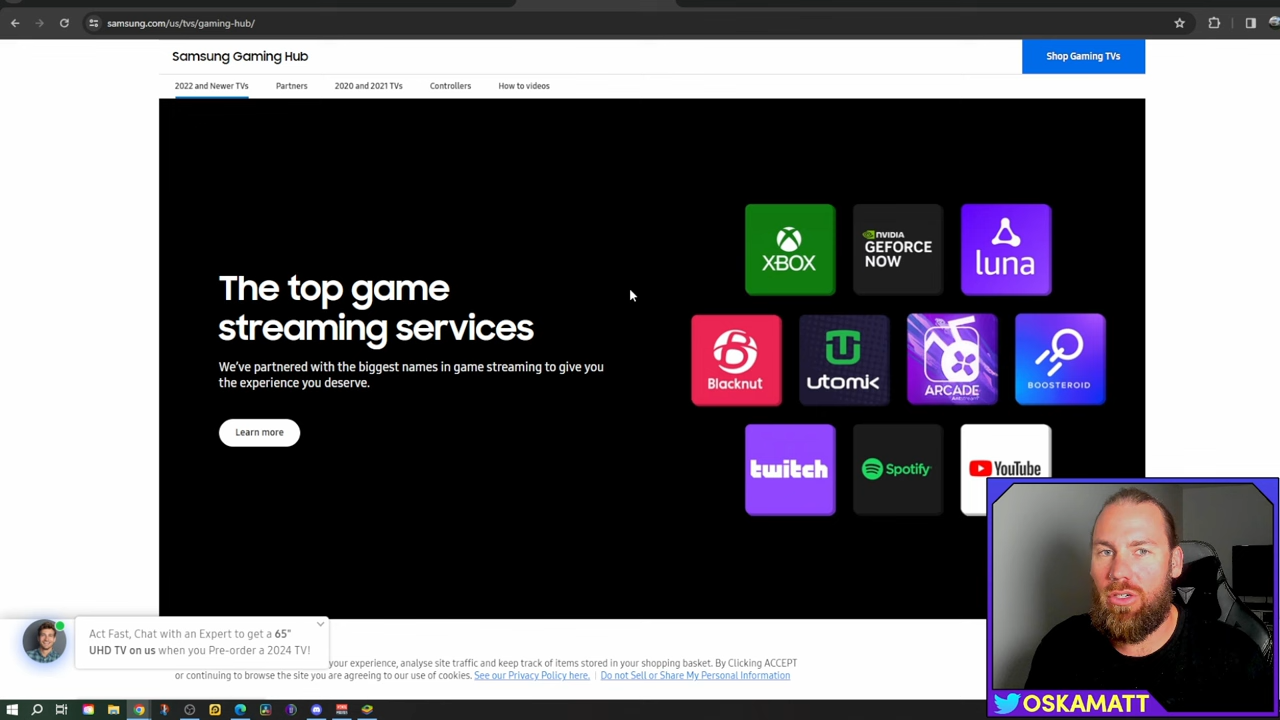 samsung.com/us/tvs/gaming-hub/
Samsung Gaming Hub
Shop Gaming TVs
2022 and Newer TVs
Partners
2020 and 2021 TVs
Controllers
How to videos
The top game
streaming services
We've partnered with the biggest names in game streaming to give you
the experience you deserve.
Learn more
XBOX
NVIDIA
GEFORCE
NOW
luna
Blacknut
utomik
ARCADE
BOOSTEROID
twitch
Spotify
YouTube
Act Fast, Chat with an Expert to get a 65"
UHD TV on us when you Pre-order a 2024 TV!
your experience, analyse site traffic and keep track of items stored in your shopping basket. By Clicking ACCEPT
or continuing to browse the site you are agreeing to our use of cookies. See our Privacy Policy here. | Do not Sell or Share My Personal Information
OSKAMATT